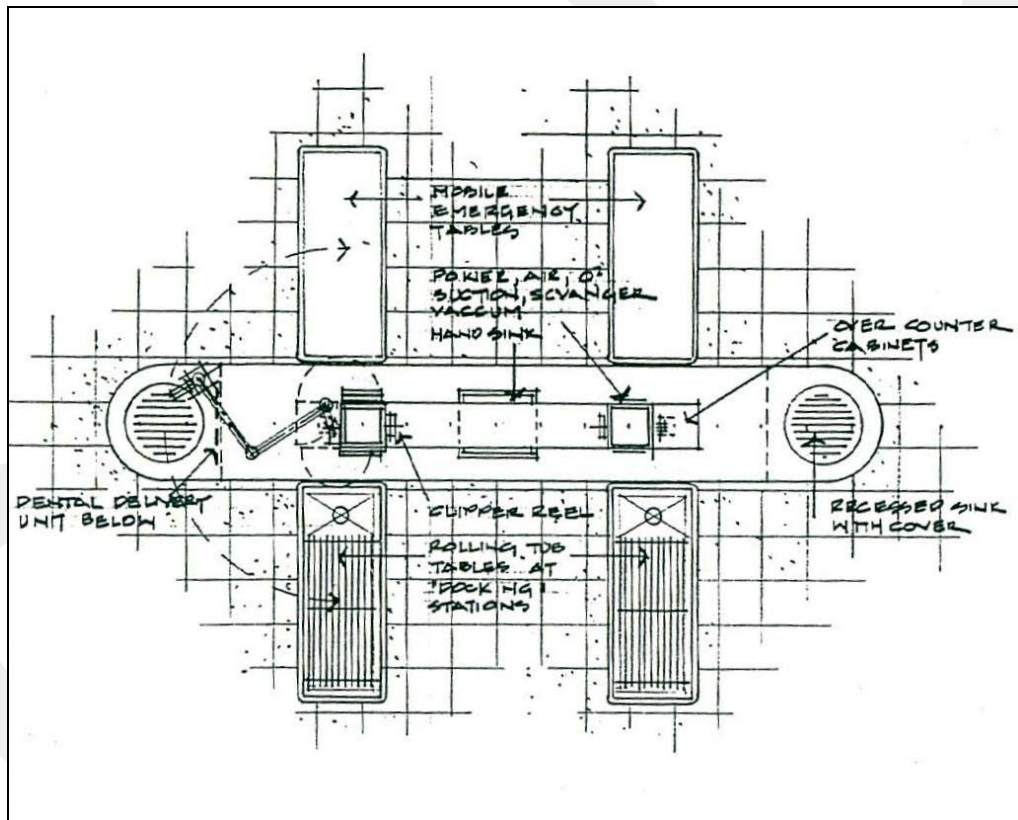 MOBILE
EMERGENCY
TABLES
POWER, AIR, O²
SUCTION, SCVANGER
VACCUM
HAND SINK
OVER COUNTER
CABINETS
DENTAL DELIVERY
UNIT BELOW
CLIPPER REEL
RECESSED SINK
WITH COVER
ROLLING TUB
TABLES AT
"DOCKING"
STATIONS